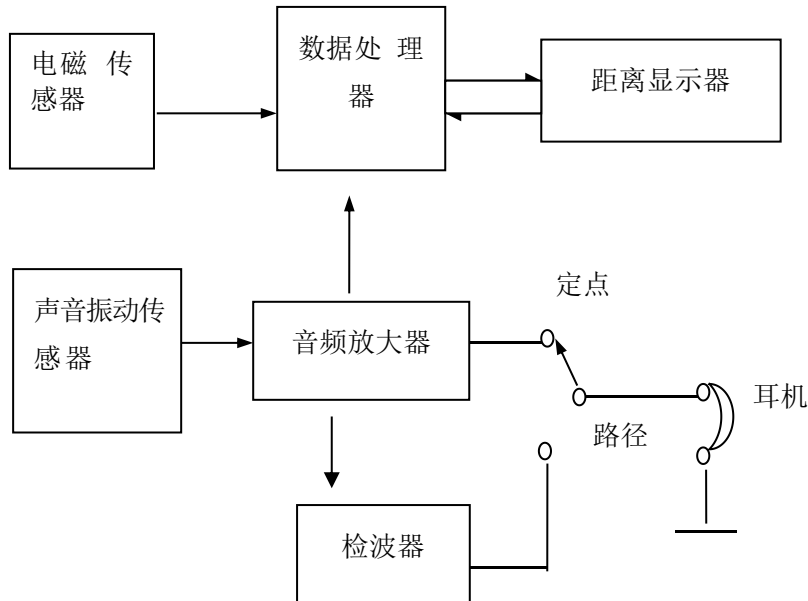 电磁 传
感器
数据处 理
器
距离显示器
声音振动传
感器
音频放大器
定点
耳机
路径
检波器